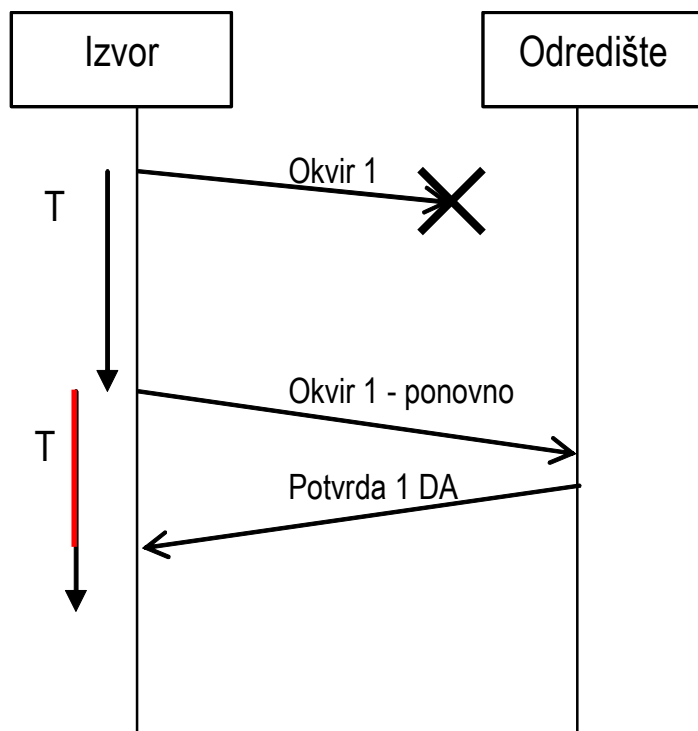 Izvor
Odredište
Okvir 1
T
Okvir 1 - ponovno
T
Potvrda 1 DA